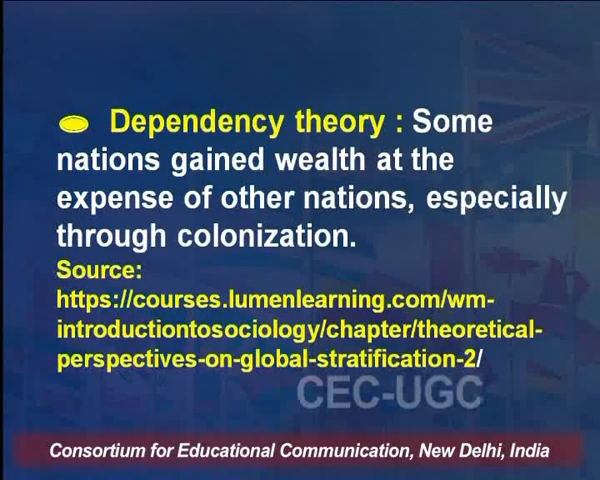 Dependency theory : Some
nations gained wealth at the
expense of other nations, especially
through colonization.
Source:
https://courses.lumenlearning.com/wm-
introductiontosociology/chapter/theoretical-
perspectives-on-global-stratification-2/
CEC-UGC
Consortium for Educational Communication, New Delhi, India